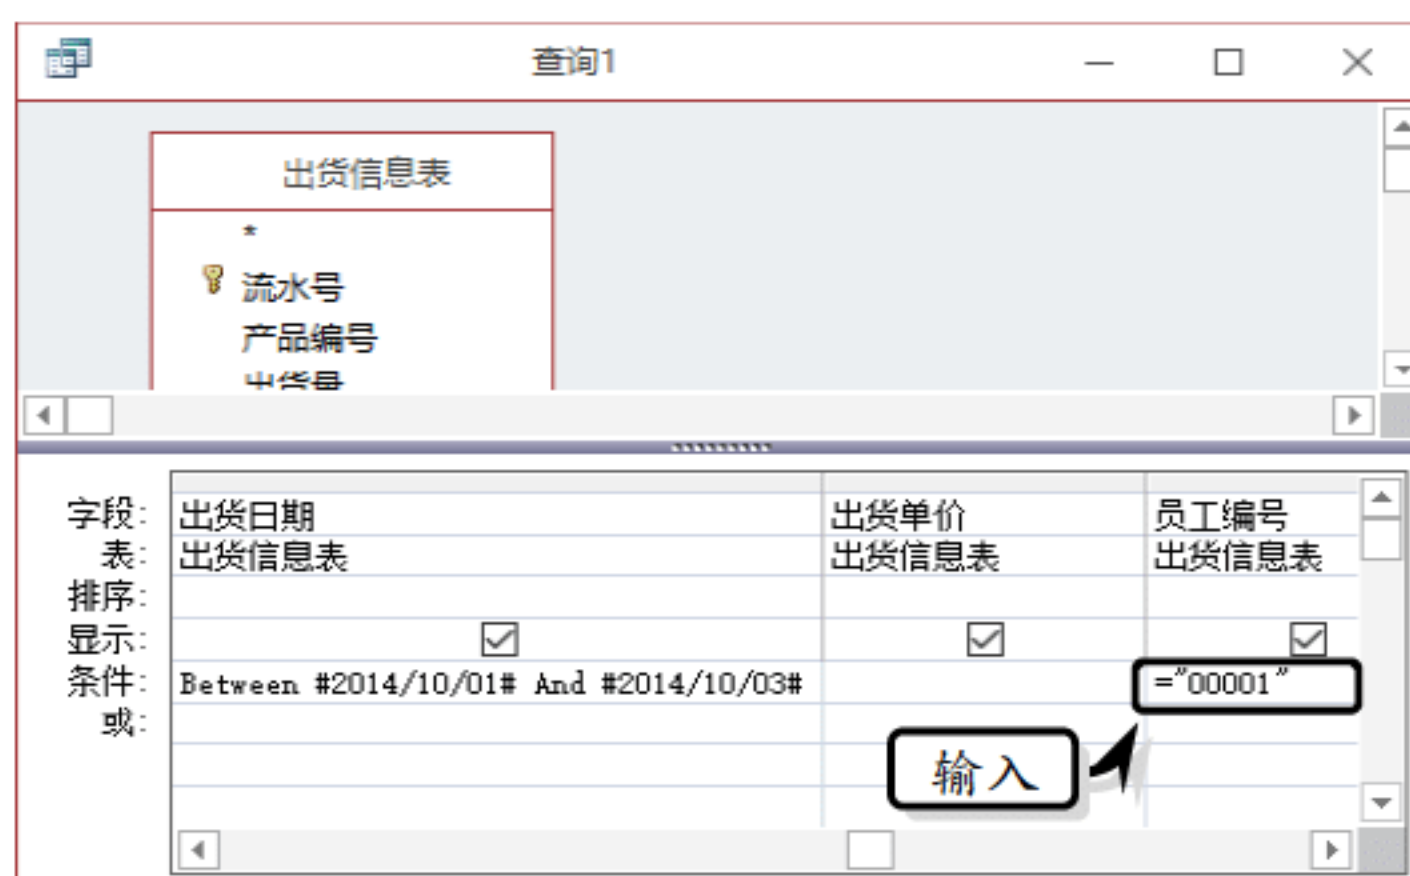 查询1
出货信息表
*
流水号
产品编号
出货量
字段: 出货日期 出货单价 员工编号
表: 出货信息表 出货信息表 出货信息表
排序:
显示:
条件: Between #2014/10/01# And #2014/10/03# ="00001"
或:
输入